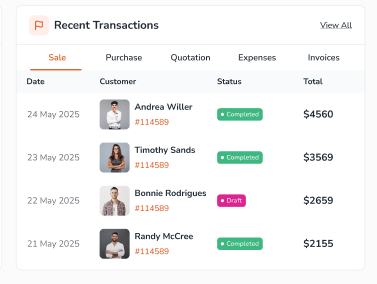 Recent Transactions View All
Sale Purchase Quotation Expenses Invoices
Date Customer Status Total
24 May 2025 Andrea Willer #114589 Completed $4560
23 May 2025 Timothy Sands #114589 Completed $3569
22 May 2025 Bonnie Rodrigues #114589 Draft $2659
21 May 2025 Randy McCree #114589 Completed $2155